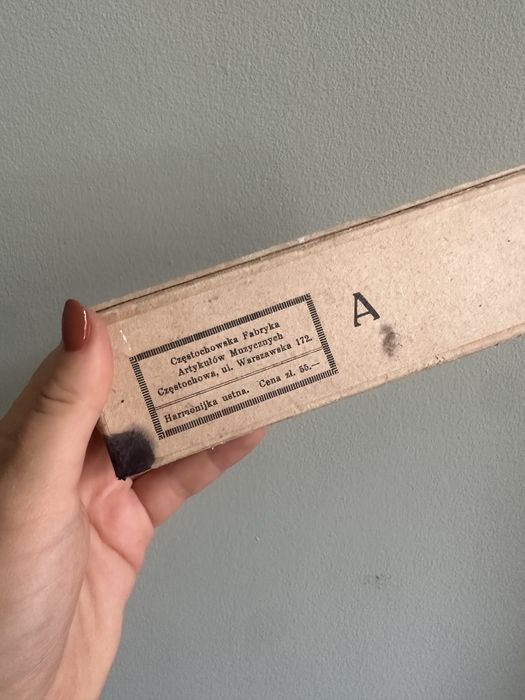 Częstochowska Fabryka
Artykułów Muzycznych
Częstochowa, ul. Warszawska 172.
Harmonijka ustna. Cena zł. 55.—
A